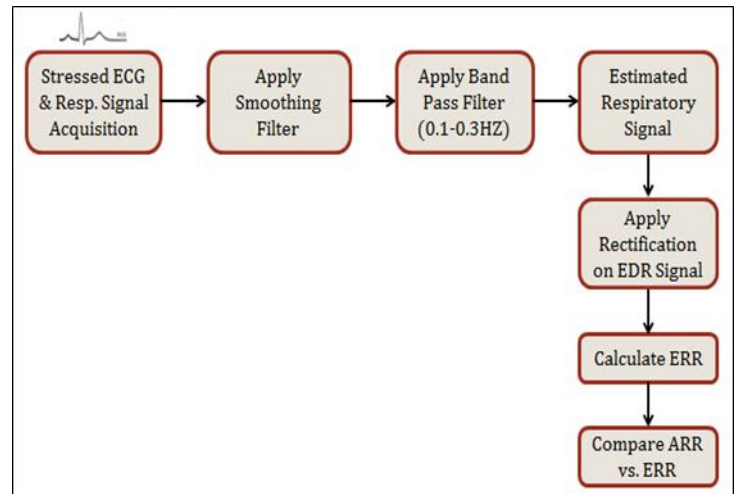 Stressed ECG
& Resp. Signal
Acquisition
Apply
Smoothing
Filter
Apply Band
Pass Filter
(0.1-0.3HZ)
Estimated
Respiratory
Signal
Apply
Rectification
on EDR Signal
Calculate ERR
Compare ARR
vs. ERR